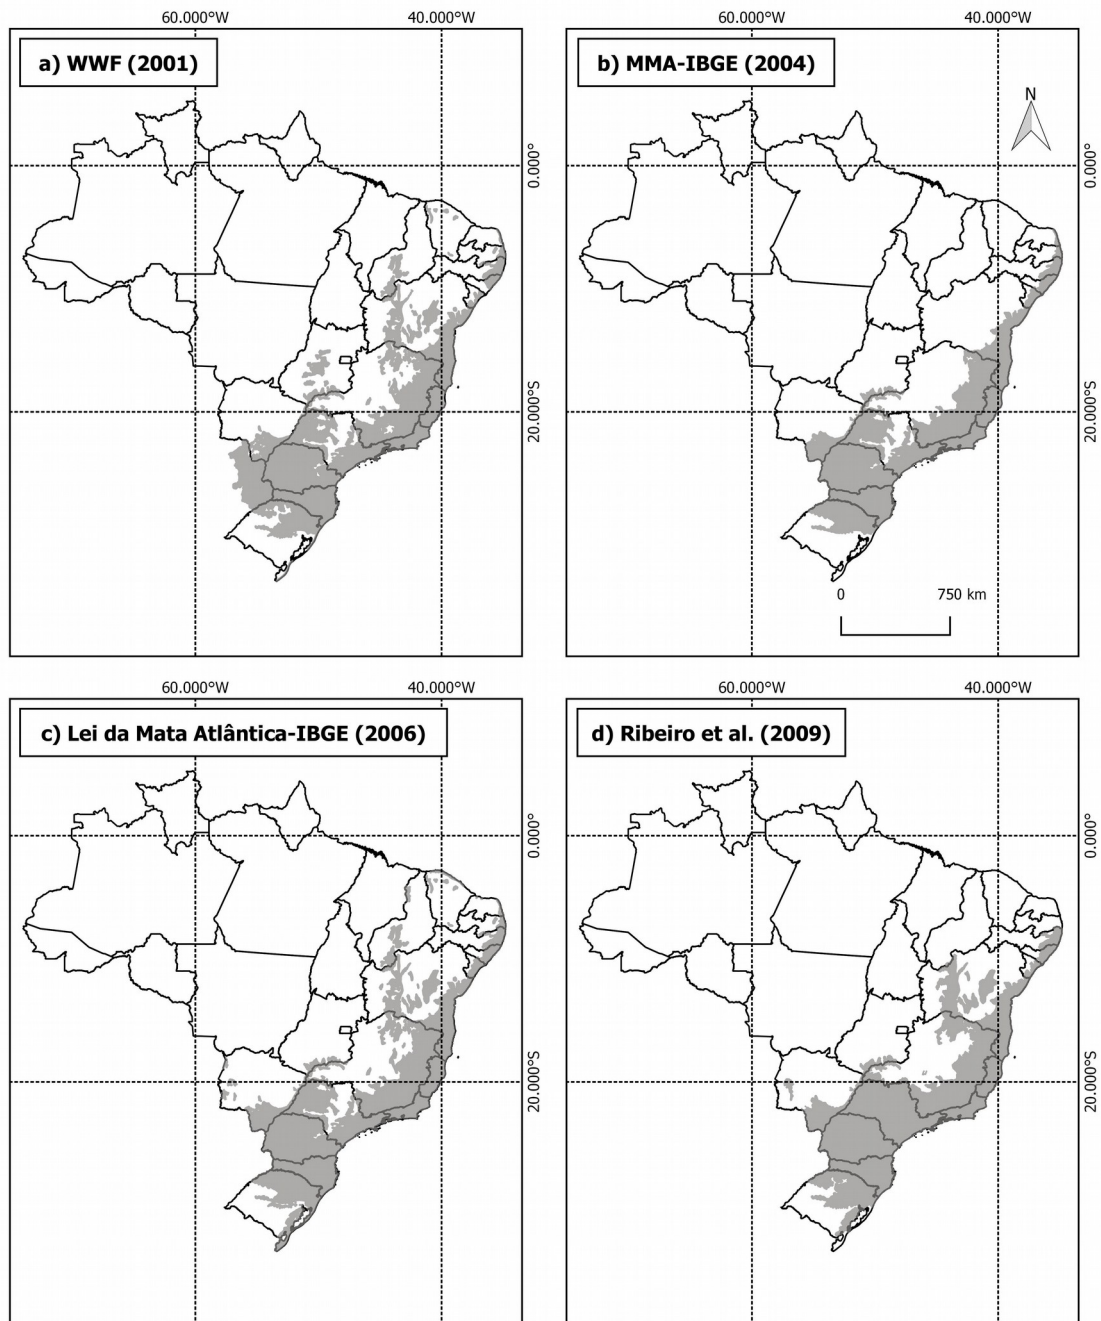 60.000°W 40.000°W 60.000°W 40.000°W
a) WWF (2001)
b) MMA-IBGE (2004)
N
0.000° 0.000°
20.000°S 20.000°S
0 750 km
60.000°W 40.000°W 60.000°W 40.000°W
c) Lei da Mata Atlântica-IBGE (2006)
d) Ribeiro et al. (2009)
0.000° 0.000°
20.000°S 20.000°S